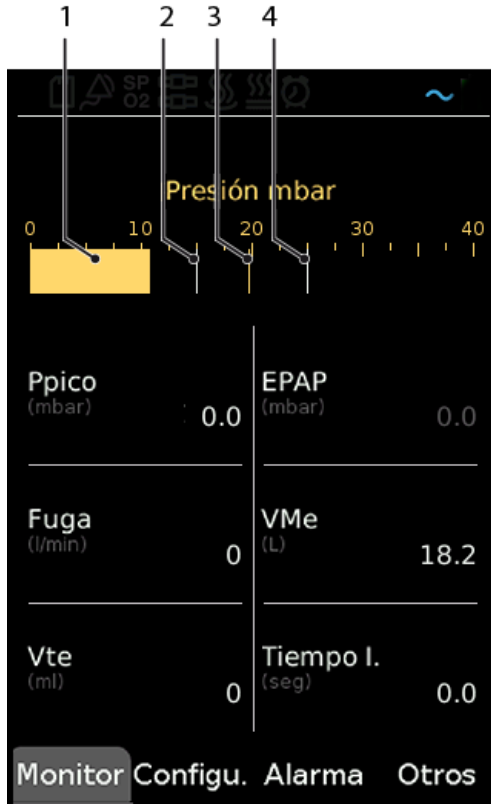 1 2 3 4
SP
O2
Presión mbar
0 10 20 30 40
Ppico
(mbar)
0.0
EPAP
(mbar)
0.0
Fuga
(l/min)
0
VMe
(L)
18.2
Vte
(ml)
0
Tiempo I.
(seg)
0.0
Monitor Configu. Alarma Otros